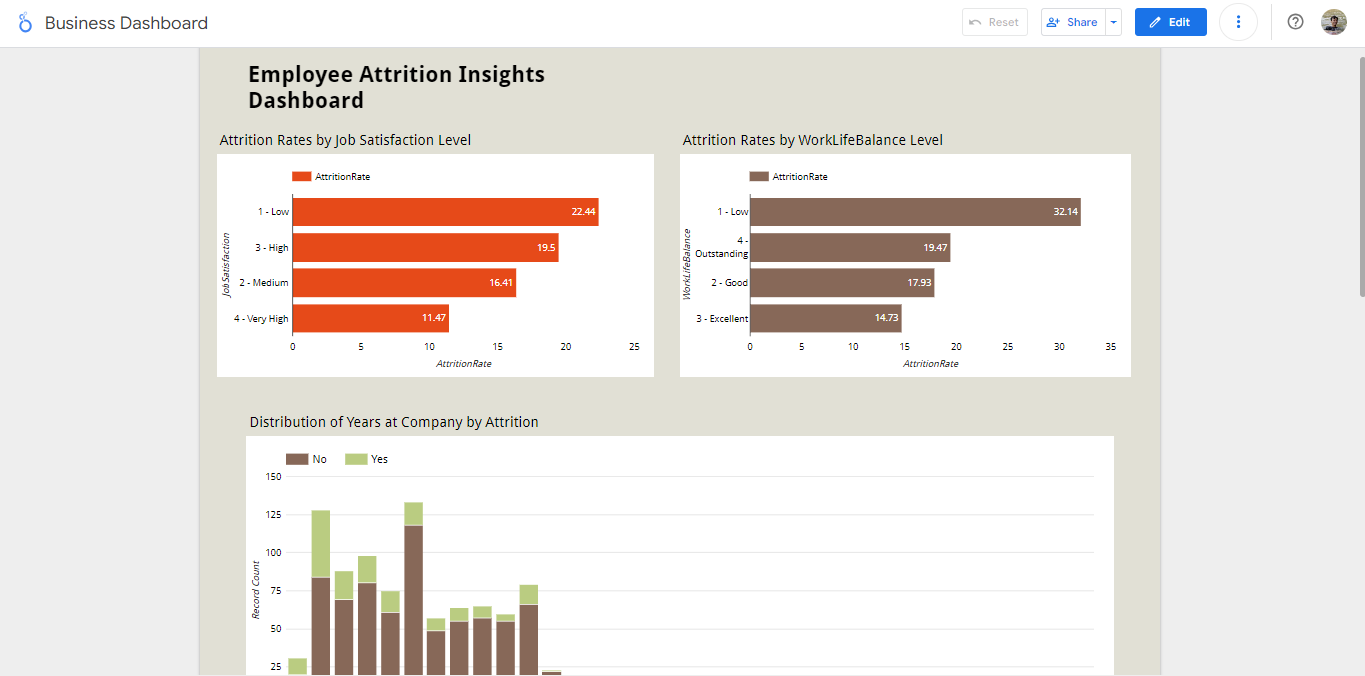 Business Dashboard
Reset
Share
Edit
Employee Attrition Insights
Dashboard
Attrition Rates by Job Satisfaction Level
AttritionRate
JobSatisfaction
1 - Low
22.44
3 - High
19.5
2 - Medium
16.41
4 - Very High
11.47
0 5 10 15 20 25
AttritionRate
Attrition Rates by WorkLifeBalance Level
AttritionRate
WorkLifeBalance
1 - Low
32.14
4 -
Outstanding
19.47
2 - Good
17.93
3 - Excellent
14.73
0 5 10 15 20 25 30 35
AttritionRate
Distribution of Years at Company by Attrition
No Yes
Record Count
150
125
100
75
50
25